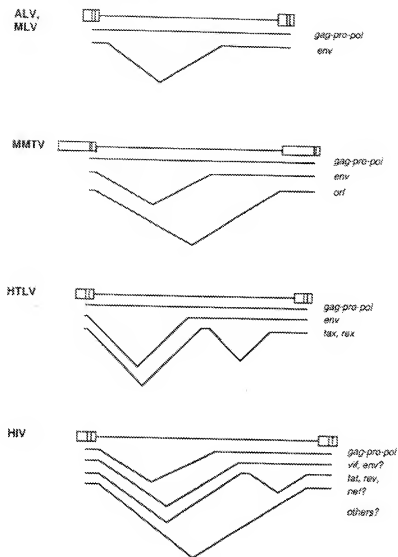 ALV,
MLV
gag-pro-pol
env
MMTV
gag-pro-pol
env
orf
HTLV
gag-pro-pol
env
tax, rex
HIV
gag-pro-pol
vif, env?
tat, rev,
nef?
others?